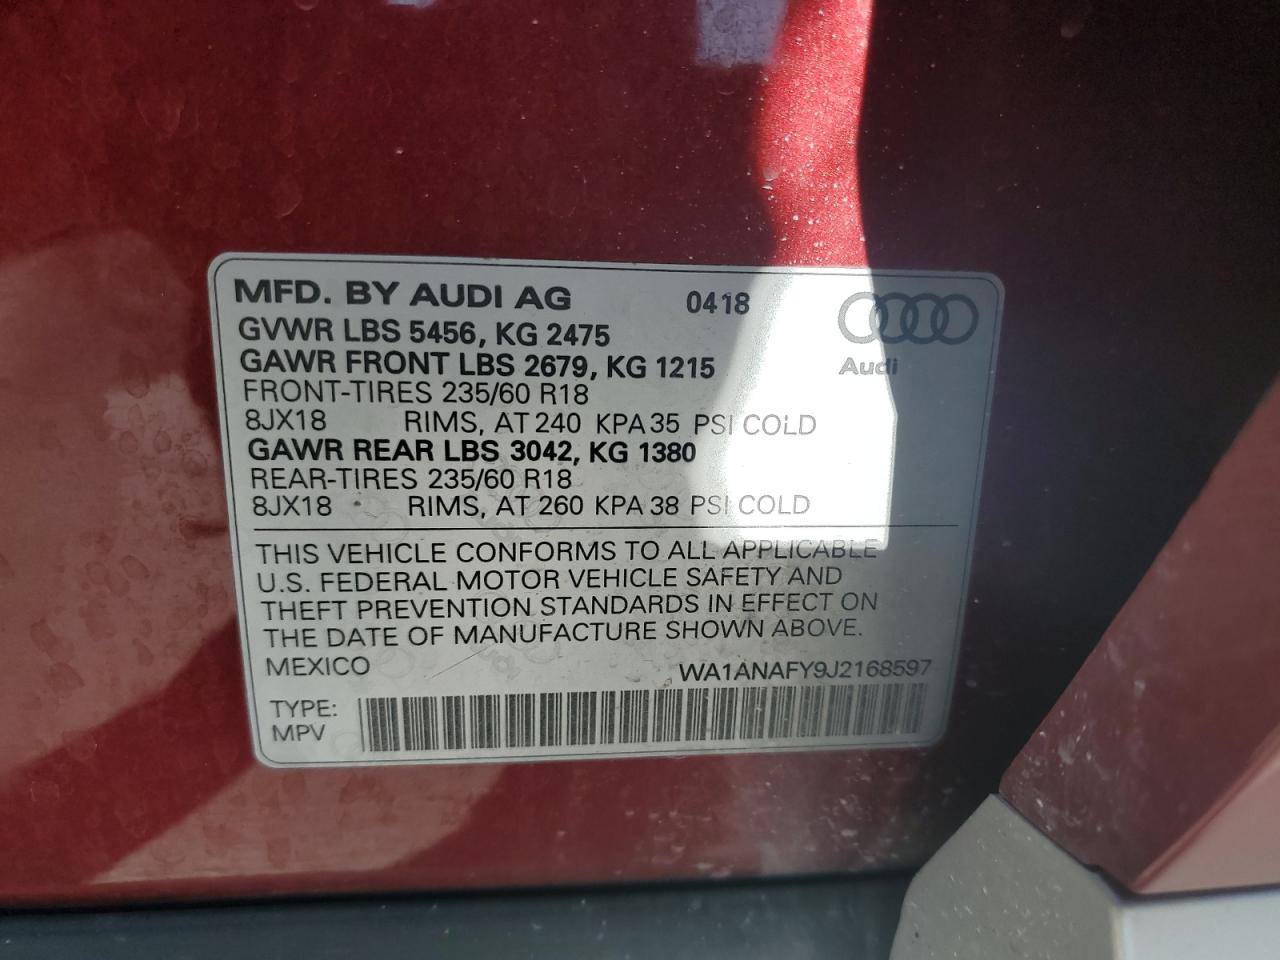 MFD. BY AUDI AG 0418
GVWR LBS 5456, KG 2475
GAWR FRONT LBS 2679, KG 1215
Audi
FRONT-TIRES 235/60 R18
8JX18 RIMS, AT 240 KPA 35 PSI COLD
GAWR REAR LBS 3042, KG 1380
REAR-TIRES 235/60 R18
8JX18 RIMS, AT 260 KPA 38 PSI COLD
THIS VEHICLE CONFORMS TO ALL APPLICABLE
U.S. FEDERAL MOTOR VEHICLE SAFETY AND
THEFT PREVENTION STANDARDS IN EFFECT ON
THE DATE OF MANUFACTURE SHOWN ABOVE.
MEXICO WA1ANAFY9J2168597
TYPE:
MPV